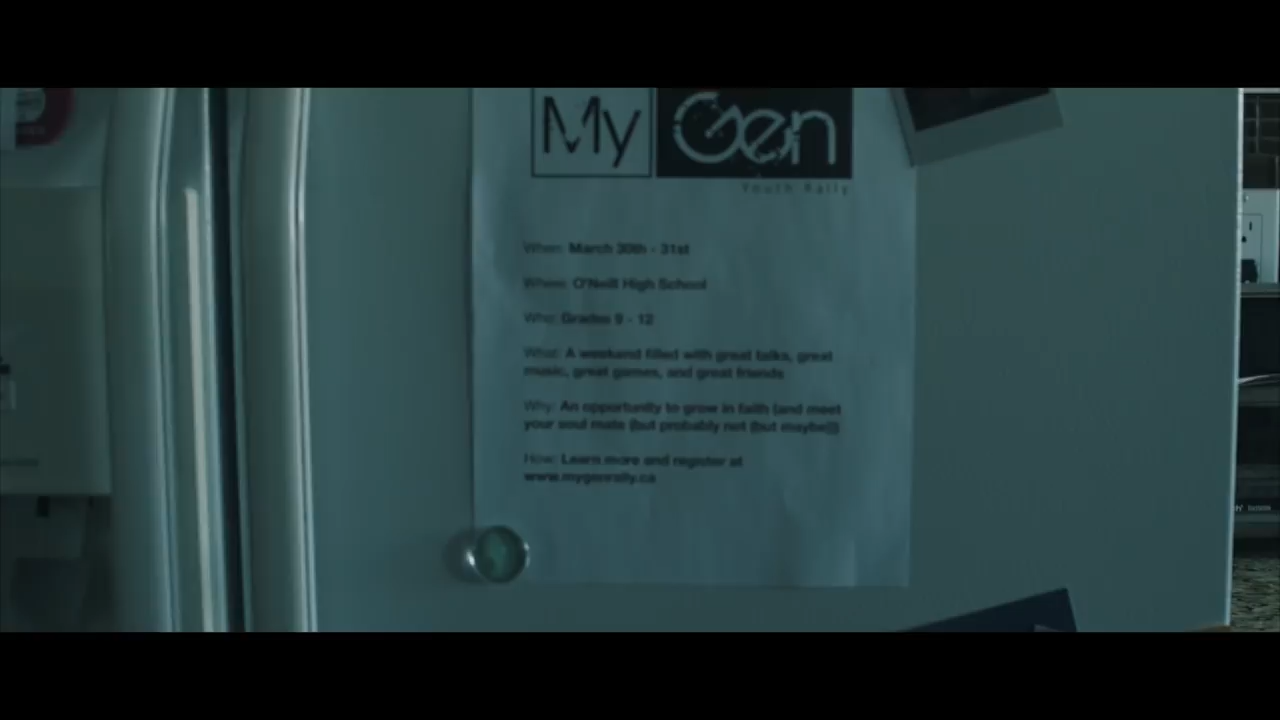 My Gen
Youth Rally
When: March 30th - 31st
Where: O'Neill High School
Who: Grades 9 - 12
What: A weekend filled with great talks, great
music, great games, and great friends
Why: An opportunity to grow in faith (and meet
your soul mate (but probably not (but maybe)))
How: Learn more and register at
www.mygenrally.ca